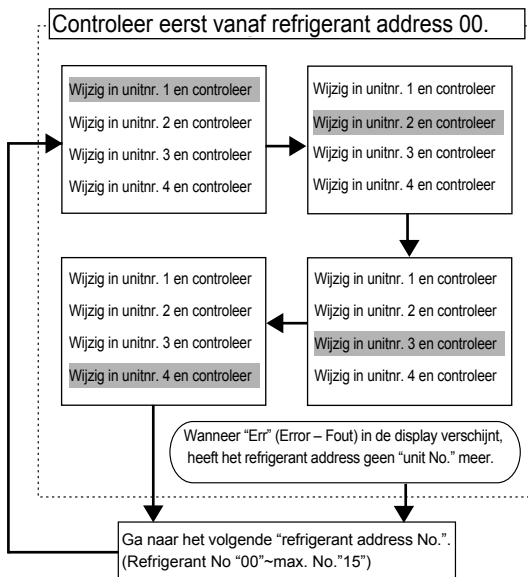 Controleer eerst vanaf refrigerant address 00.
Wijzig in unitnr. 1 en controleer
Wijzig in unitnr. 2 en controleer
Wijzig in unitnr. 3 en controleer
Wijzig in unitnr. 4 en controleer
Wijzig in unitnr. 1 en controleer
Wijzig in unitnr. 2 en controleer
Wijzig in unitnr. 3 en controleer
Wijzig in unitnr. 4 en controleer
Wijzig in unitnr. 1 en controleer
Wijzig in unitnr. 2 en controleer
Wijzig in unitnr. 3 en controleer
Wijzig in unitnr. 4 en controleer
Wijzig in unitnr. 1 en controleer
Wijzig in unitnr. 2 en controleer
Wijzig in unitnr. 3 en controleer
Wijzig in unitnr. 4 en controleer
Wanneer “Err” (Error – Fout) in de display verschijnt,
heeft het refrigerant address geen “unit No.” meer.
Ga naar het volgende “refrigerant address No.”.
(Refrigerant No “00”~max. No.”15”)